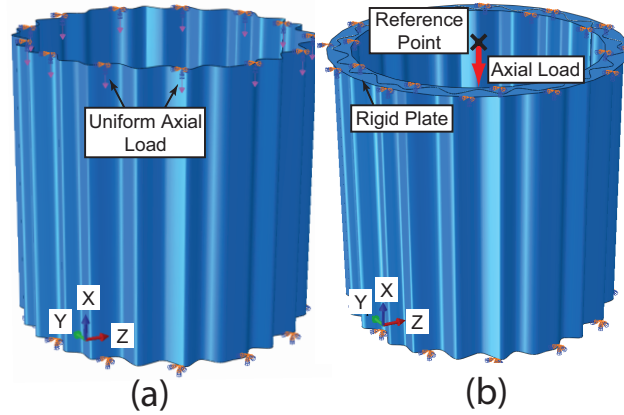 Uniform Axial
Load
X
Y
Z
(a)
Reference
Point
Axial Load
Rigid Plate
X
Y
Z
(b)